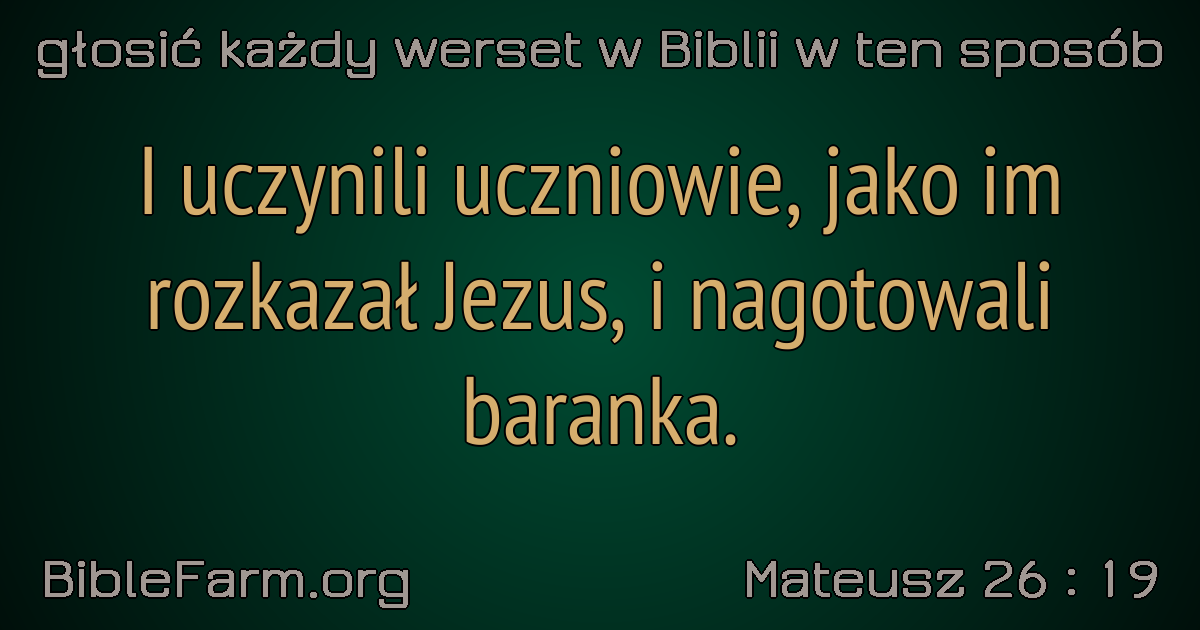 głosić każdy werset w Biblii w ten sposób
I uczynili uczniowie, jako im
rozkazał Jezus, i nagotowali
baranka.
BibleFarm.org
Mateusz 26 : 19